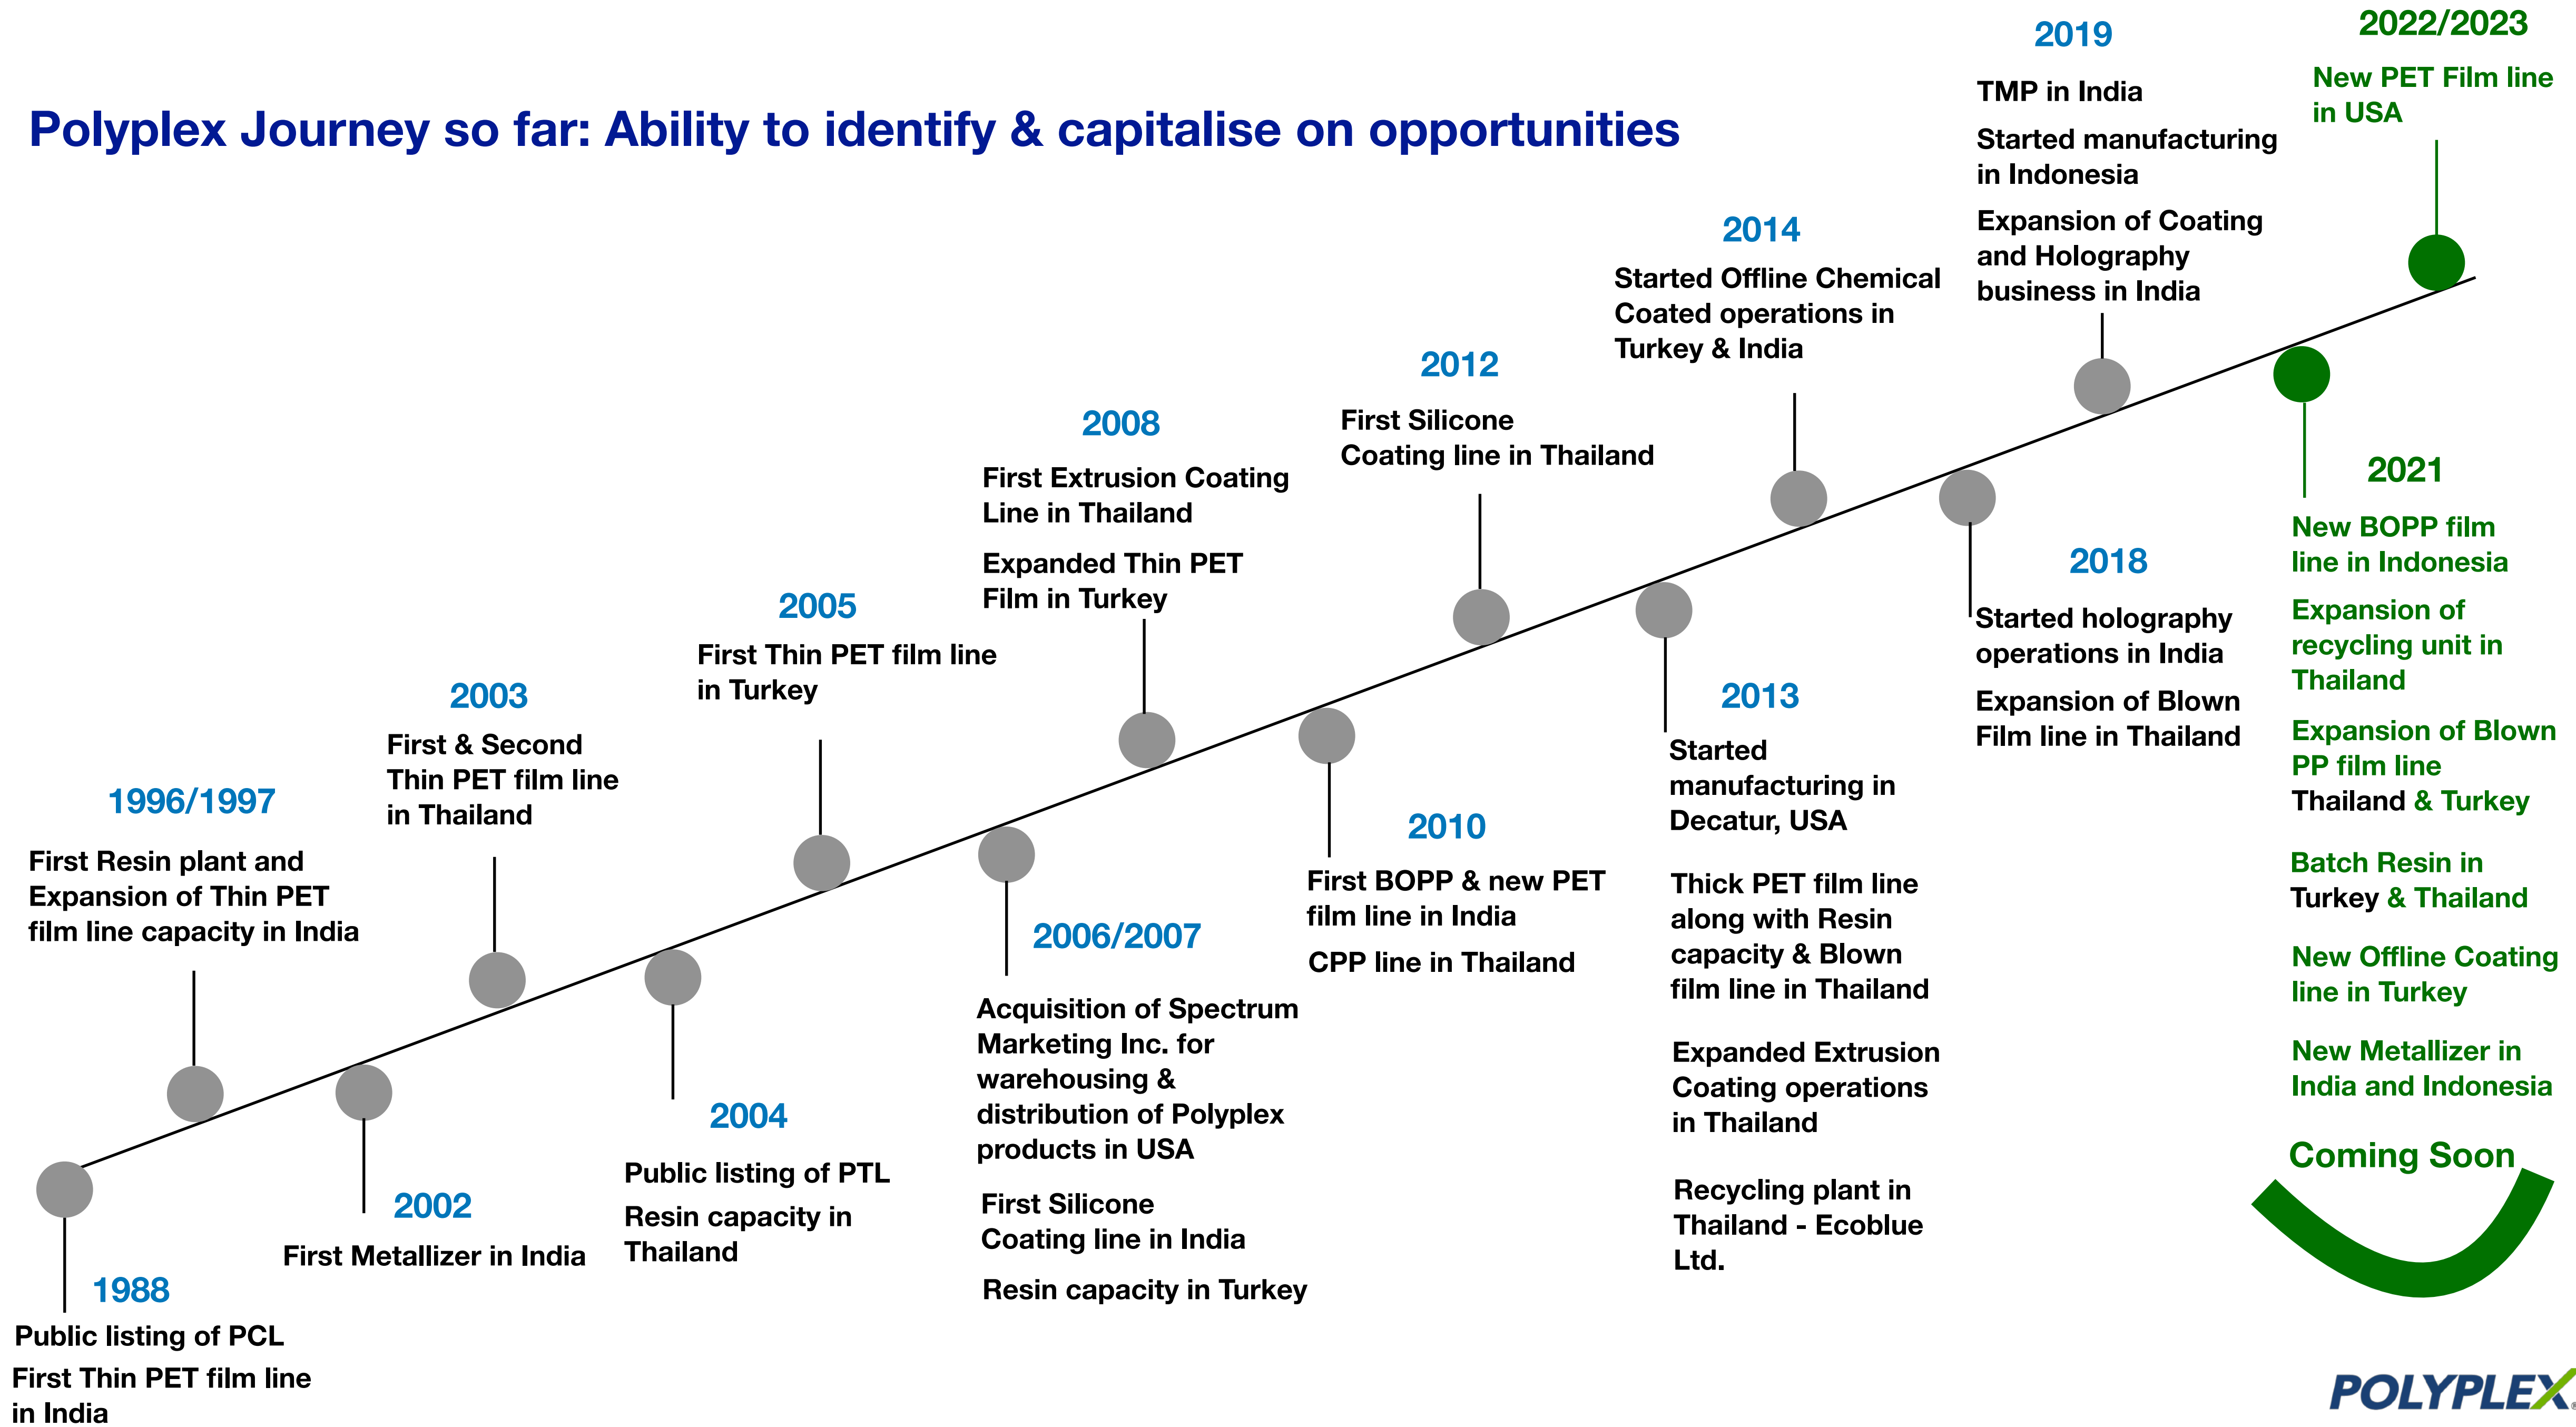 Polyplex Journey so far: Ability to identify & capitalise on opportunities
1988
Public listing of PCL
First Thin PET film line
in India
1996/1997
First Resin plant and
Expansion of Thin PET
film line capacity in India
2002
First Metallizer in India
2003
First & Second
Thin PET film line
in Thailand
2004
Public listing of PTL
Resin capacity in
Thailand
2005
First Thin PET film line
in Turkey
2006/2007
Acquisition of Spectrum
Marketing Inc. for
warehousing &
distribution of Polyplex
products in USA
First Silicone
Coating line in India
Resin capacity in Turkey
2008
First Extrusion Coating
Line in Thailand
Expanded Thin PET
Film in Turkey
2010
First BOPP & new PET
film line in India
CPP line in Thailand
2012
First Silicone
Coating line in Thailand
2013
Started
manufacturing in
Decatur, USA
Thick PET film line
along with Resin
capacity & Blown
film line in Thailand
Expanded Extrusion
Coating operations
in Thailand
Recycling plant in
Thailand - Ecoblue
Ltd.
2014
Started Offline Chemical
Coated operations in
Turkey & India
2018
Started holography
operations in India
Expansion of Blown
Film line in Thailand
2019
TMP in India
Started manufacturing
in Indonesia
Expansion of Coating
and Holography
business in India
2021
New BOPP film
line in Indonesia
Expansion of
recycling unit in
Thailand
Expansion of Blown
PP film line
Thailand & Turkey
Batch Resin in
Turkey & Thailand
New Offline Coating
line in Turkey
New Metallizer in
India and Indonesia
2022/2023
New PET Film line
in USA
Coming Soon
POLYPLEX